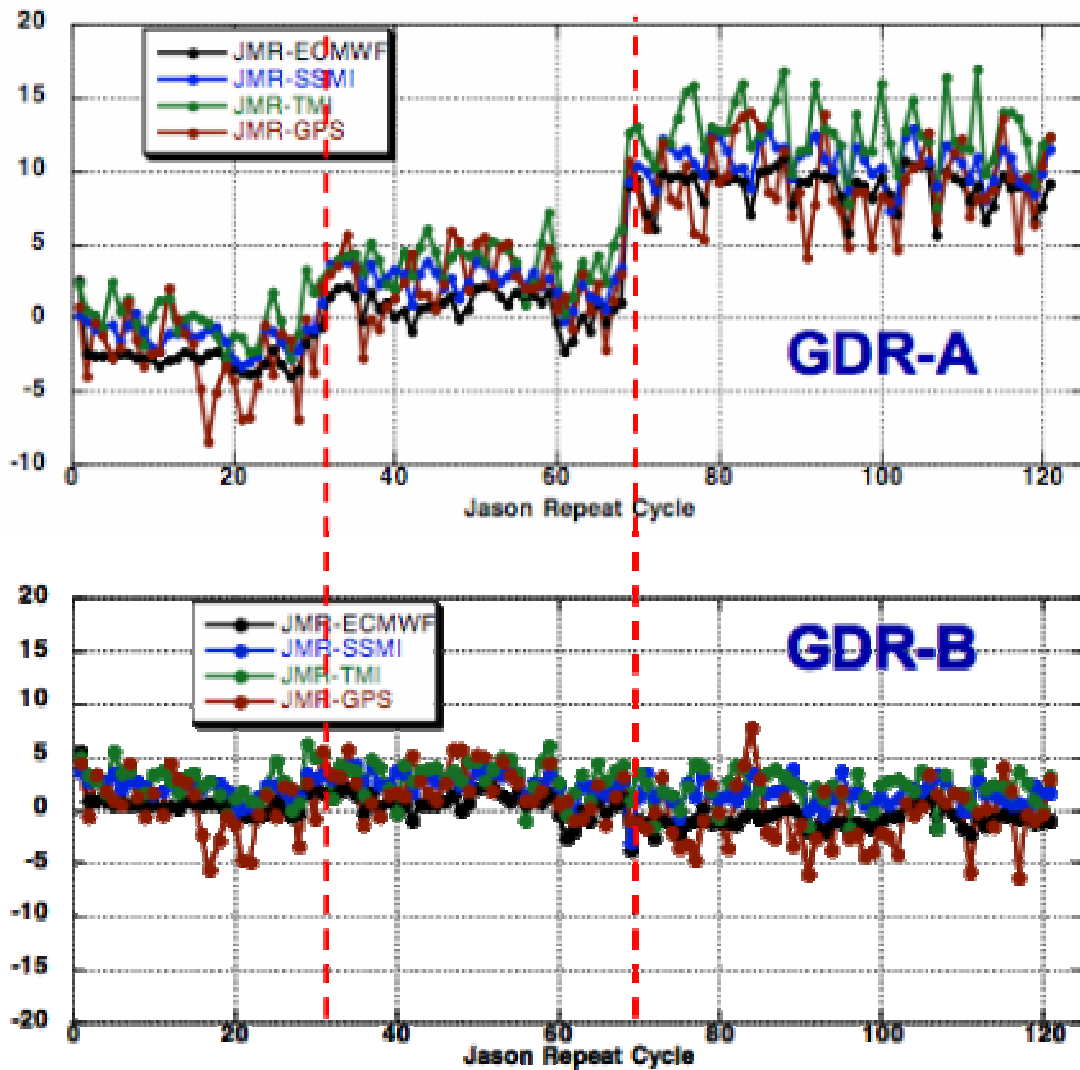 20
JMR-ECMWF
JMR-SSMI
15
JMR-TMI
JMR-GPS
10
5
0
GDR-A
-5
-10
0 20 40 60 80 100 120
Jason Repeat Cycle
20
JMR-ECMWF
GDR-B
JMR-SSMI
15
JMR-TMI
JMR-GPS
10
5
0
-5
-10
-15
-20
0 20 40 60 80 100 120
Jason Repeat Cycle